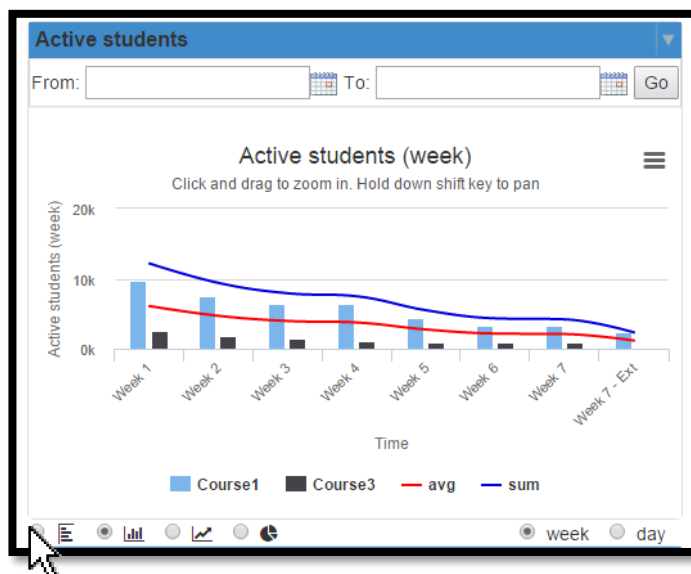 Active students
From: To: Go
Active students (week)
Click and drag to zoom in. Hold down shift key to pan
Active students (week)
20k
10k
0k
Week 1 Week 2 Week 3 Week 4 Week 5 Week 6 Week 7 Week 7 - Ext
Time
Course1 Course3 avg sum
week day